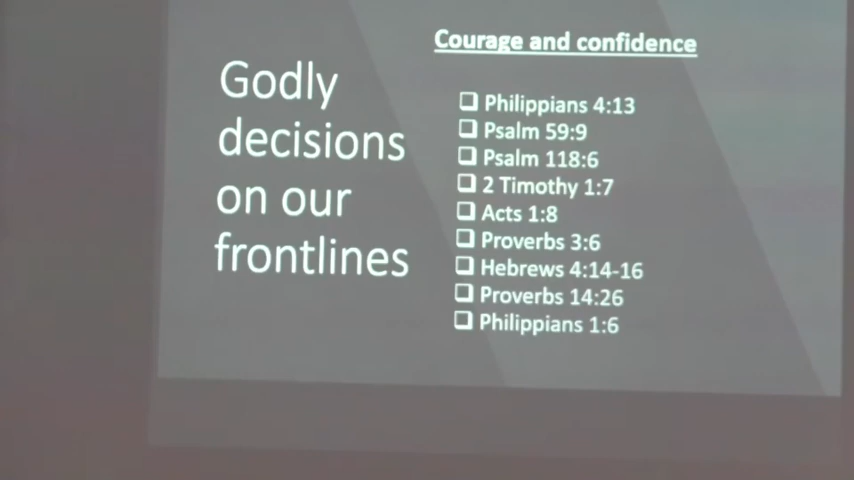 Godly
decisions
on our
frontlines
Courage and confidence
❑ Philippians 4:13
❑ Psalm 59:9
❑ Psalm 118:6
❑ 2 Timothy 1:7
❑ Acts 1:8
❑ Proverbs 3:6
❑ Hebrews 4:14-16
❑ Proverbs 14:26
❑ Philippians 1:6